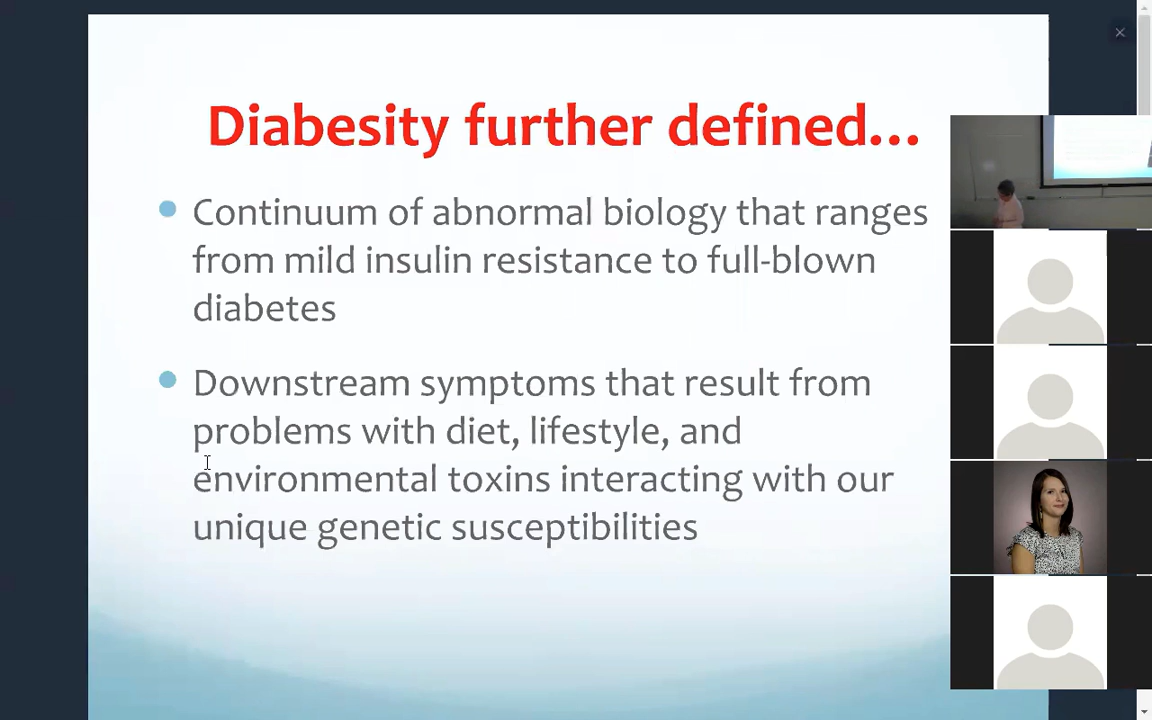 Diabesity further defined...
Continuum of abnormal biology that ranges
from mild insulin resistance to full-blown
diabetes
Downstream symptoms that result from
problems with diet, lifestyle, and
environmental toxins interacting with our
unique genetic susceptibilities